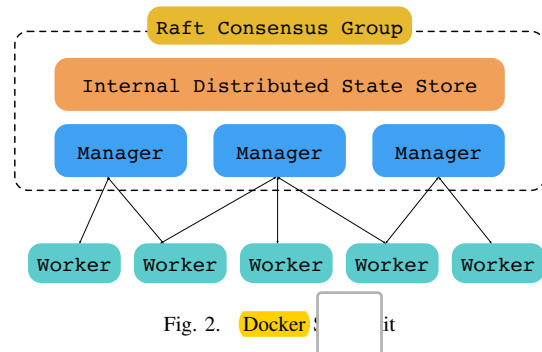 Raft Consensus Group
Internal Distributed State Store
Manager Manager Manager
Worker Worker Worker Worker Worker
Fig. 2. Docker